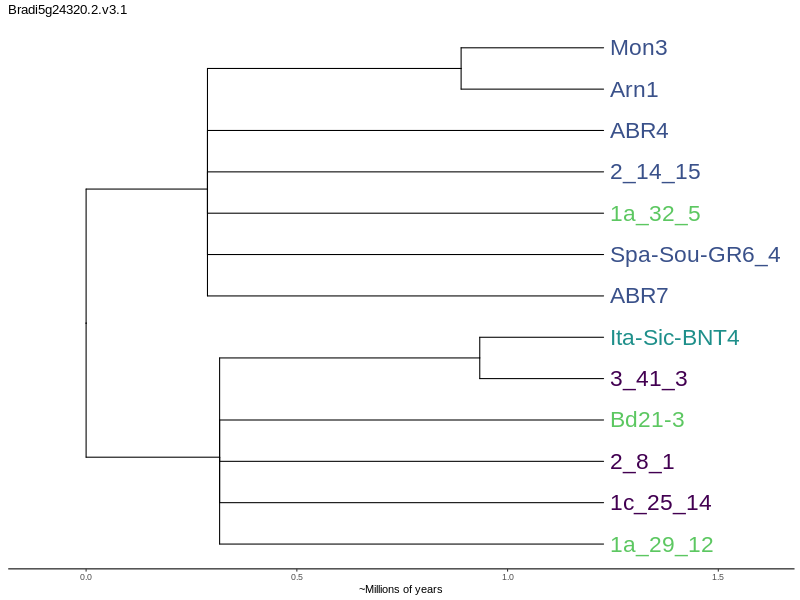 Bradi5g24320.2.v3.1
Mon3
Arn1
ABR4
2_14_15
1a_32_5
Spa-Sou-GR6_4
ABR7
Ita-Sic-BNT4
3_41_3
Bd21-3
2_8_1
1c_25_14
1a_29_12
0.0 0.5 1.0 1.5
~Millions of years